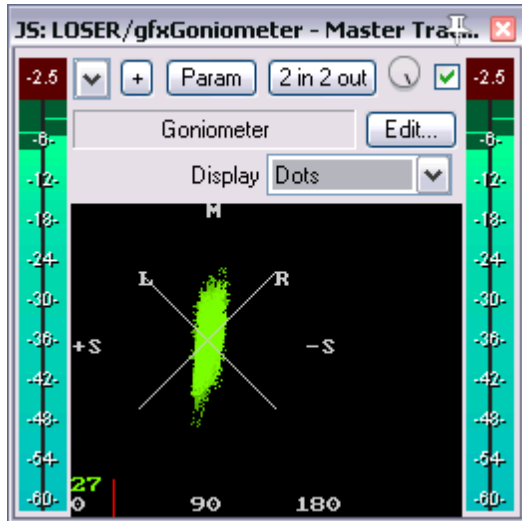 JS: LOSER/gfxGoniometer - Master Tra... 
-2.5 + Param 2 in 2 out -2.5
Goniometer Edit...
-6- -6-
Display Dots
-12- -12-
-18- M -18-
-24- -24-
L R
-30- -30-
-36- +S -S -36-
-42- -42-
-48- -48-
-54- -54-
27
-60- 0 90 180 -60-